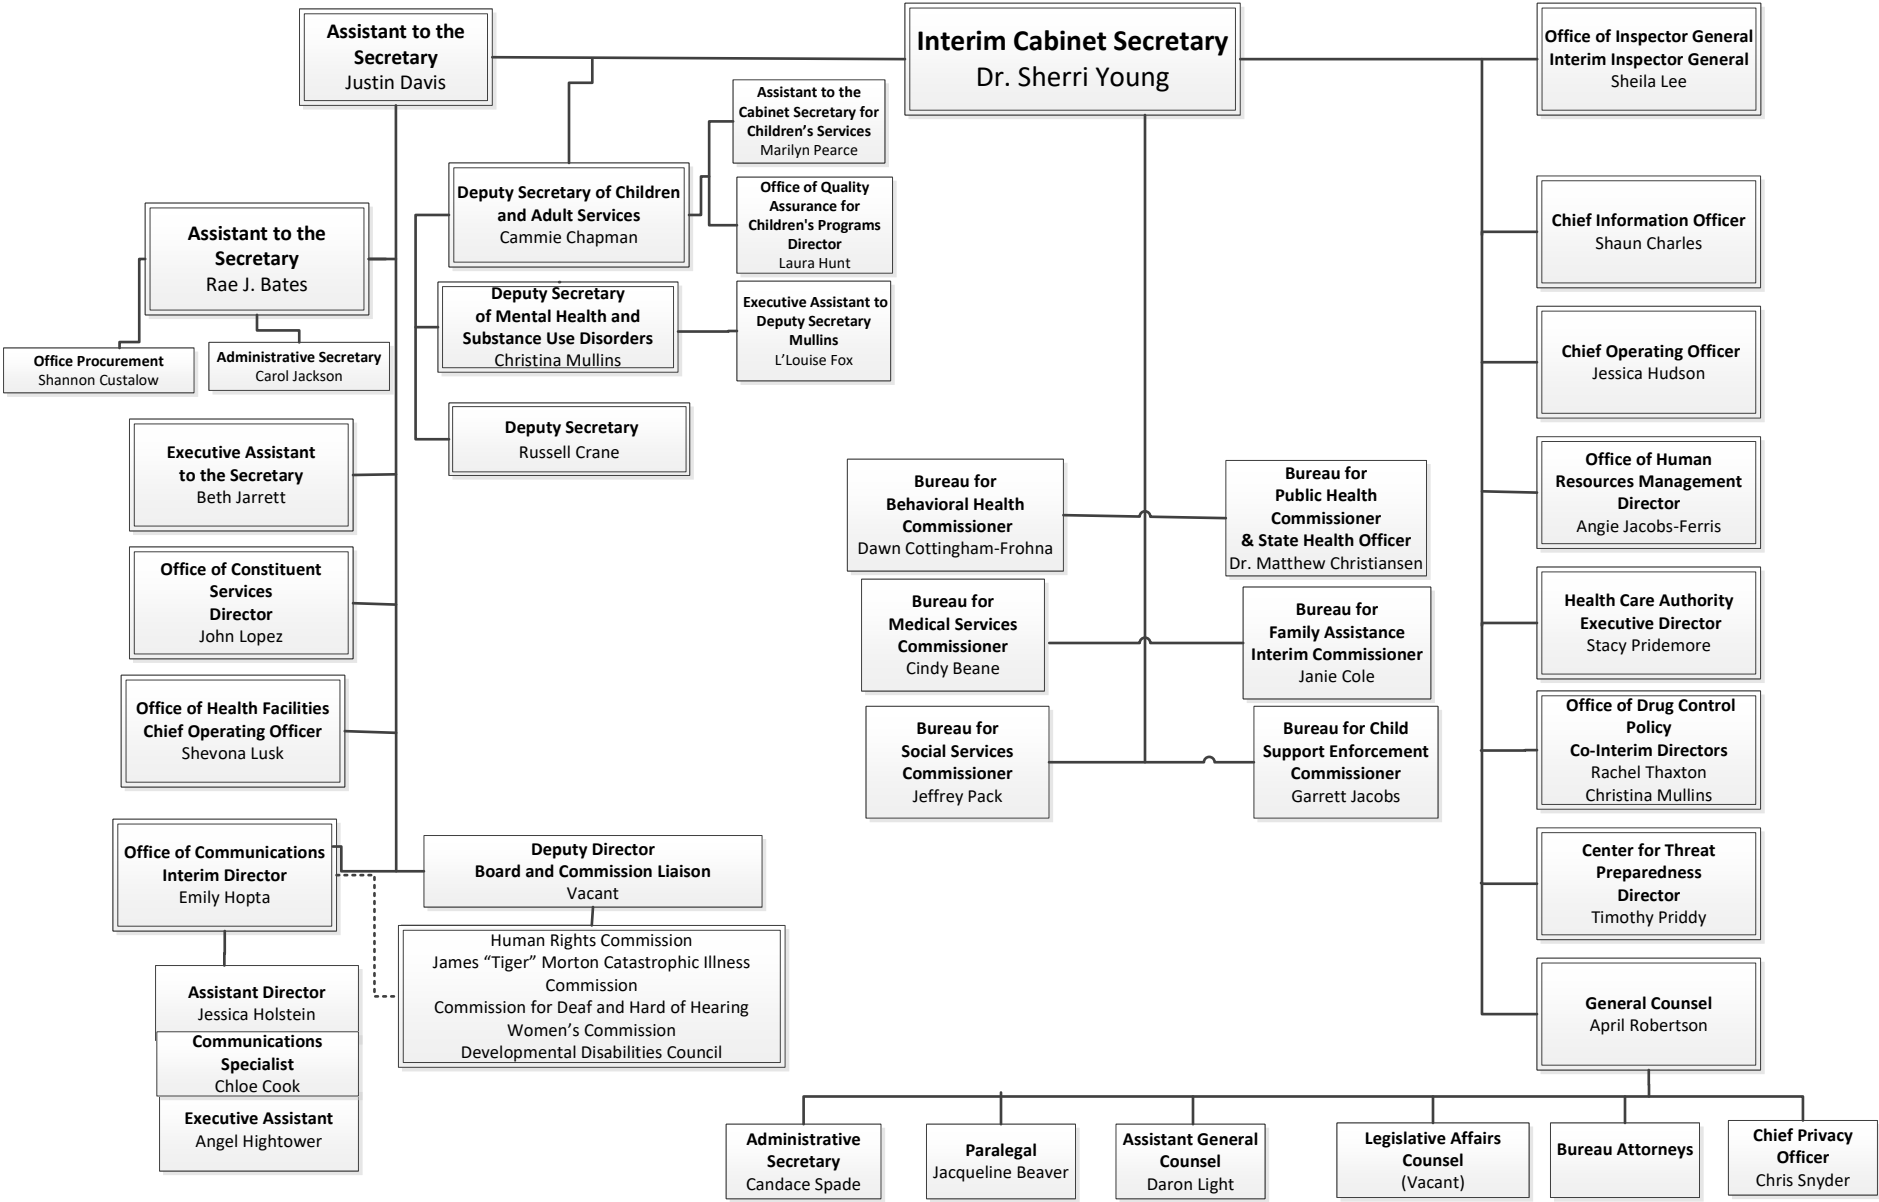 Assistant to the
Secretary
Justin Davis
Interim Cabinet Secretary
Dr. Sherri Young
Office of Inspector General
Interim Inspector General
Sheila Lee
Assistant to the
Cabinet Secretary for
Children’s Services
Marilyn Pearce
Deputy Secretary of Children
and Adult Services
Cammie Chapman
Office of Quality
Assurance for
Children's Programs
Director
Laura Hunt
Chief Information Officer
Shaun Charles
Assistant to the
Secretary
Rae J. Bates
Office Procurement
Shannon Custalow
Administrative Secretary
Carol Jackson
Deputy Secretary
of Mental Health and
Substance Use Disorders
Christina Mullins
Executive Assistant to
Deputy Secretary
Mullins
L’Louise Fox
Chief Operating Officer
Jessica Hudson
Deputy Secretary
Russell Crane
Executive Assistant
to the Secretary
Beth Jarrett
Bureau for
Behavioral Health
Commissioner
Dawn Cottingham-Frohna
Bureau for
Public Health
Commissioner
& State Health Officer
Dr. Matthew Christiansen
Office of Human
Resources Management
Director
Angie Jacobs-Ferris
Office of Constituent
Services
Director
John Lopez
Bureau for
Medical Services
Commissioner
Cindy Beane
Bureau for
Family Assistance
Interim Commissioner
Janie Cole
Health Care Authority
Executive Director
Stacy Pridemore
Office of Health Facilities
Chief Operating Officer
Shevona Lusk
Bureau for
Social Services
Commissioner
Jeffrey Pack
Bureau for Child
Support Enforcement
Commissioner
Garrett Jacobs
Office of Drug Control
Policy
Co-Interim Directors
Rachel Thaxton
Christina Mullins
Office of Communications
Interim Director
Emily Hopta
Deputy Director
Board and Commission Liaison
Vacant
Center for Threat
Preparedness
Director
Timothy Priddy
Human Rights Commission
James “Tiger” Morton Catastrophic Illness
Commission
Commission for Deaf and Hard of Hearing
Women’s Commission
Developmental Disabilities Council
Assistant Director
Jessica Holstein
Communications
Specialist
Chloe Cook
Executive Assistant
Angel Hightower
General Counsel
April Robertson
Administrative
Secretary
Candace Spade
Paralegal
Jacqueline Beaver
Assistant General
Counsel
Daron Light
Legislative Affairs
Counsel
(Vacant)
Bureau Attorneys
Chief Privacy
Officer
Chris Snyder